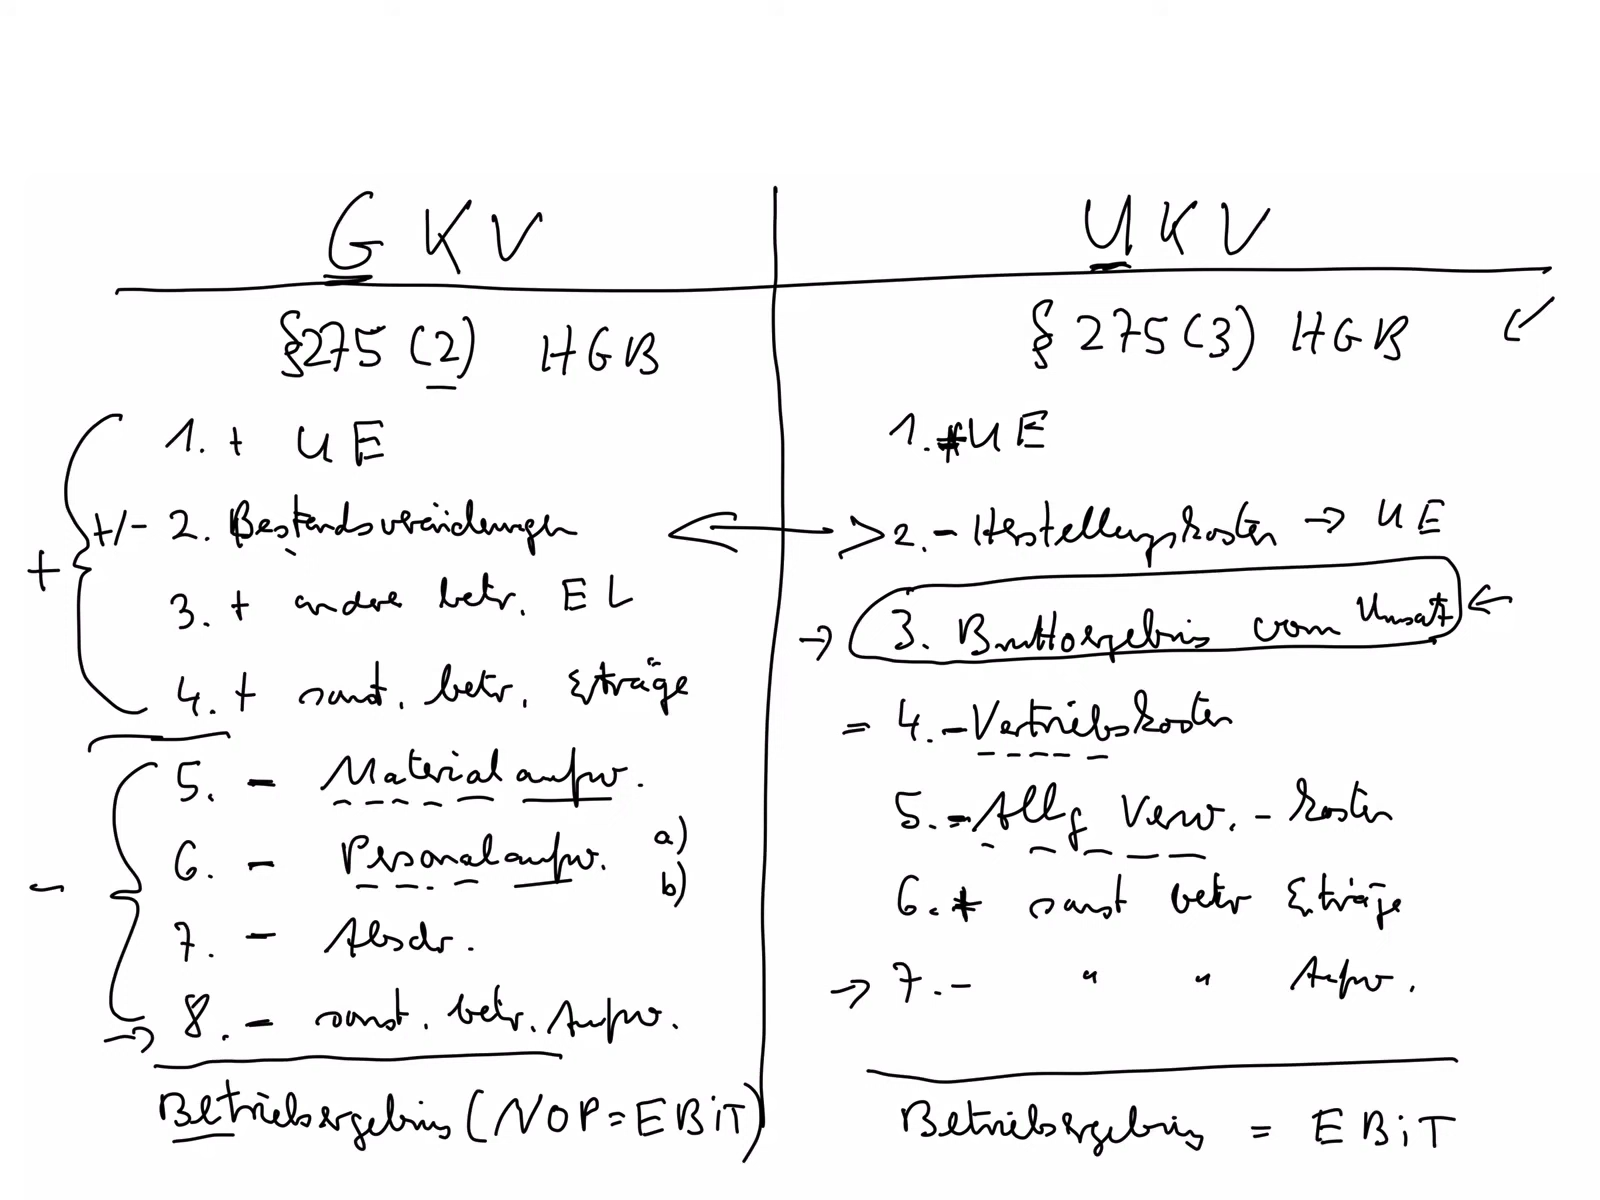 GKV
§275 (2) HGB
1. + UE
+/- 2. Bestandsveränderungen
+
3. + andere betr. EL
4. + sonst. betr. Erträge
5. - Materialaufw.
6. - Personalaufw. a)
b)
-
7. - Abschr.
→ 8. - sonst. betr. Aufw.
Betriebsergebnis (NOP = EBiT)
UKV
§ 275 (3) HGB
1. + UE
2. - Herstellungskosten → UE
→ 3. Bruttoergebnis vom Umsatz ←
= 4. - Vertriebskosten
5. - Allg Verw. - kosten
6. + sonst betr Erträge
→ 7. - " " Aufw.
Betriebsergebnis = EBiT